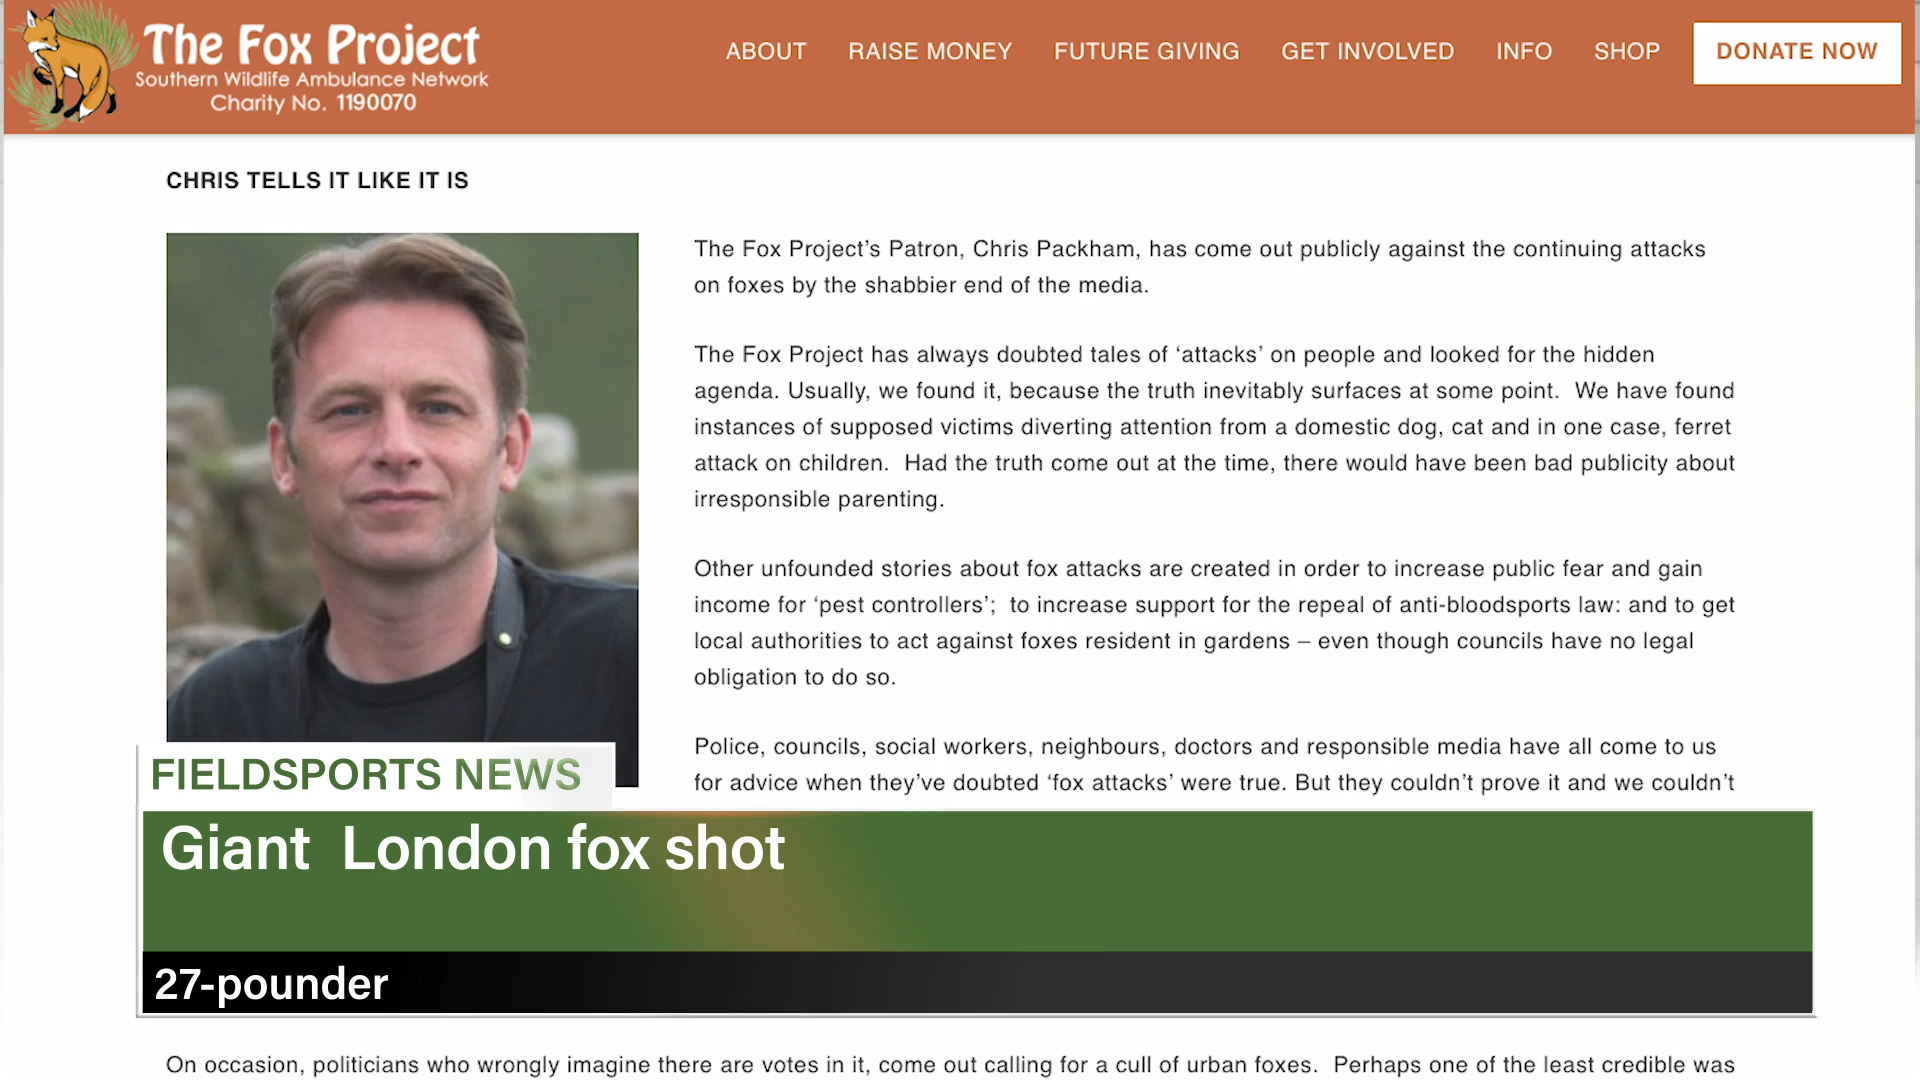 The Fox Project
Southern Wildlife Ambulance Network
Charity No. 1190070
ABOUT RAISE MONEY FUTURE GIVING GET INVOLVED INFO SHOP DONATE NOW
CHRIS TELLS IT LIKE IT IS
The Fox Project’s Patron, Chris Packham, has come out publicly against the continuing attacks
on foxes by the shabbier end of the media.
The Fox Project has always doubted tales of ‘attacks’ on people and looked for the hidden
agenda. Usually, we found it, because the truth inevitably surfaces at some point.  We have found
instances of supposed victims diverting attention from a domestic dog, cat and in one case, ferret
attack on children.  Had the truth come out at the time, there would have been bad publicity about
irresponsible parenting.
Other unfounded stories about fox attacks are created in order to increase public fear and gain
income for ‘pest controllers’;  to increase support for the repeal of anti-bloodsports law: and to get
local authorities to act against foxes resident in gardens – even though councils have no legal
obligation to do so.
Police, councils, social workers, neighbours, doctors and responsible media have all come to us
for advice when they’ve doubted ‘fox attacks’ were true. But they couldn’t prove it and we couldn’t
FIELDSPORTS NEWS
Giant  London fox shot
27-pounder
On occasion, politicians who wrongly imagine there are votes in it, come out calling for a cull of urban foxes.  Perhaps one of the least credible was